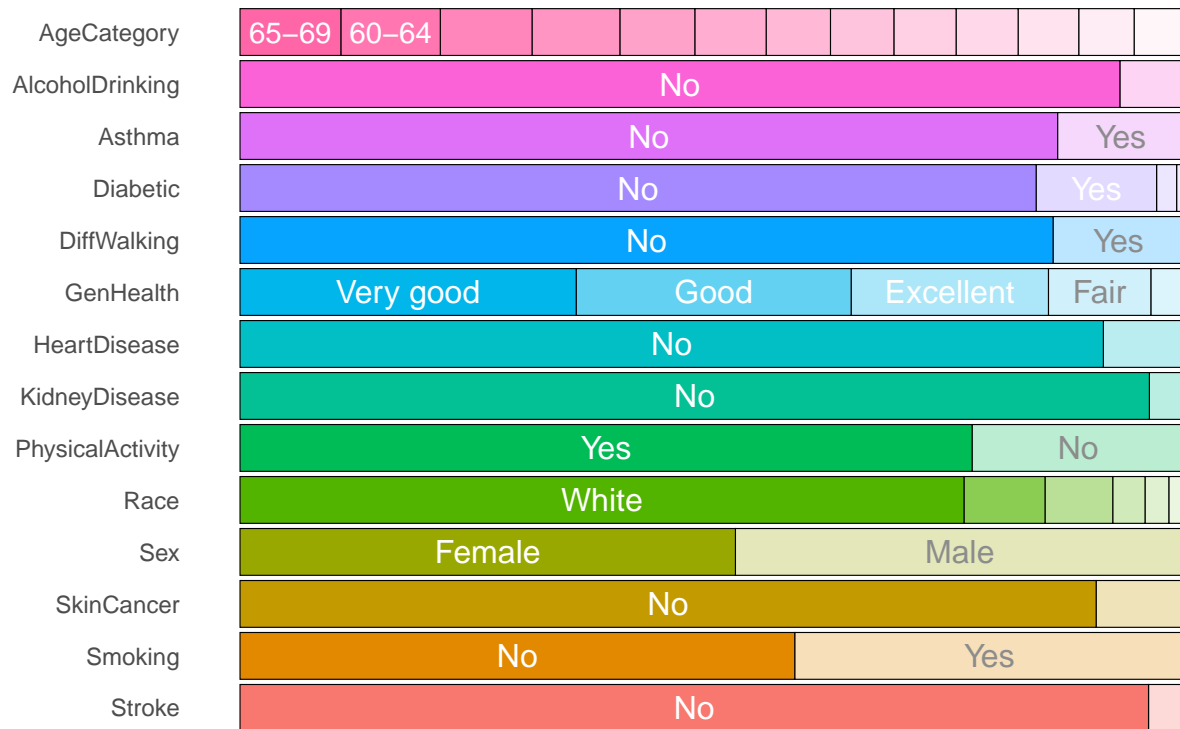 AgeCategory 65–69 60–64
AlcoholDrinking No
Asthma No Yes
Diabetic No Yes
DiffWalking No Yes
GenHealth Very good Good Excellent Fair
HeartDisease No
KidneyDisease No
PhysicalActivity Yes No
Race White
Sex Female Male
SkinCancer No
Smoking No Yes
Stroke No